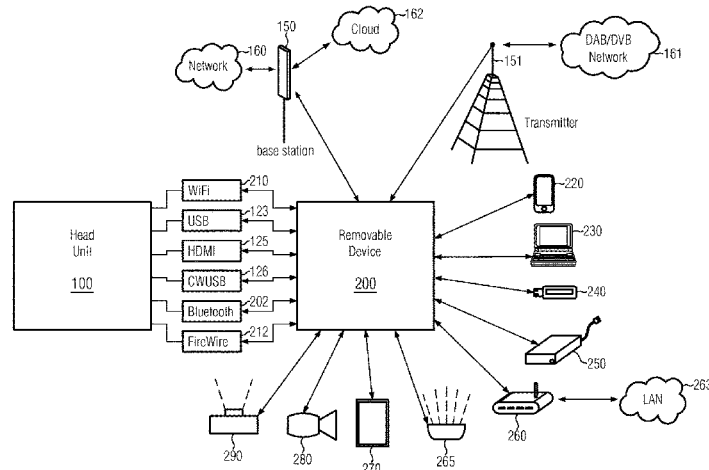 150
Cloud
162
160
Network
DAB/DVB
Network
161
151
Transmitter
base station
220
WiFi
210
USB
123
230
Head
Unit
100
HDMI
125
Removable
Device
200
CWUSB
126
240
Bluetooth
202
FireWire
212
250
LAN
263
290
280
270
265
260